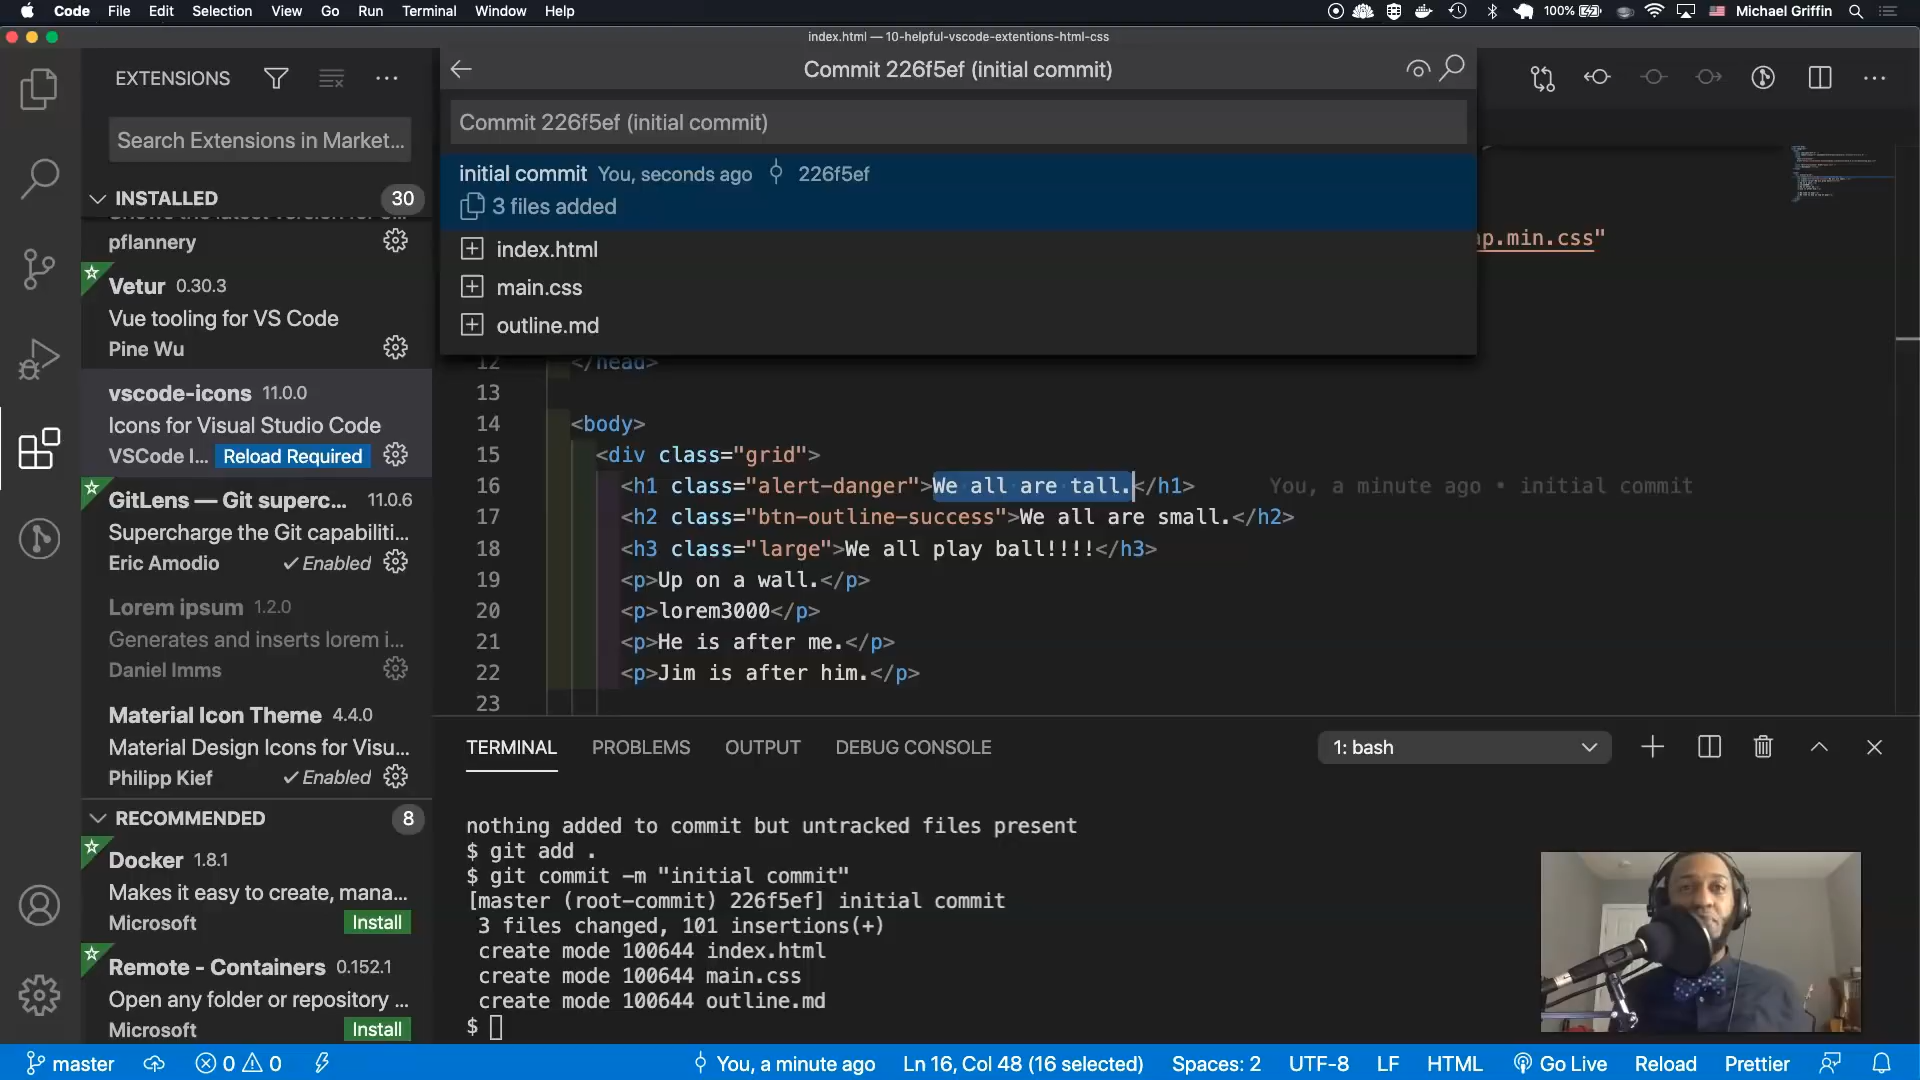 Code File Edit Selection View Go Run Terminal Window Help
100% Michael Griffin
index.html — 10-helpful-vscode-extentions-html-css
EXTENSIONS
Search Extensions in Market...
INSTALLED 30
pflannery
Vetur 0.30.3
Vue tooling for VS Code
Pine Wu
vscode-icons 11.0.0
Icons for Visual Studio Code
VSCode I... Reload Required
GitLens — Git superc... 11.0.6
Supercharge the Git capabiliti...
Eric Amodio ✓ Enabled
Lorem ipsum 1.2.0
Generates and inserts lorem i...
Daniel Imms
Material Icon Theme 4.4.0
Material Design Icons for Visu...
Philipp Kief ✓ Enabled
RECOMMENDED 8
Docker 1.8.1
Makes it easy to create, mana...
Microsoft Install
Remote - Containers 0.152.1
Open any folder or repository ...
Microsoft Install
Commit 226f5ef (initial commit)
Commit 226f5ef (initial commit)
initial commit You, seconds ago 226f5ef
3 files added
index.html
main.css
outline.md
ap.min.css"
12 </head>
13
14 <body>
15 <div class="grid">
16 <h1 class="alert-danger">We all are tall.</h1> You, a minute ago • initial commit
17 <h2 class="btn-outline-success">We all are small.</h2>
18 <h3 class="large">We all play ball!!!!</h3>
19 <p>Up on a wall.</p>
20 <p>lorem3000</p>
21 <p>He is after me.</p>
22 <p>Jim is after him.</p>
23
TERMINAL PROBLEMS OUTPUT DEBUG CONSOLE 1: bash
nothing added to commit but untracked files present
$ git add .
$ git commit -m "initial commit"
[master (root-commit) 226f5ef] initial commit
3 files changed, 101 insertions(+)
create mode 100644 index.html
create mode 100644 main.css
create mode 100644 outline.md
$
master 0 0 You, a minute ago Ln 16, Col 48 (16 selected) Spaces: 2 UTF-8 LF HTML Go Live Reload Prettier